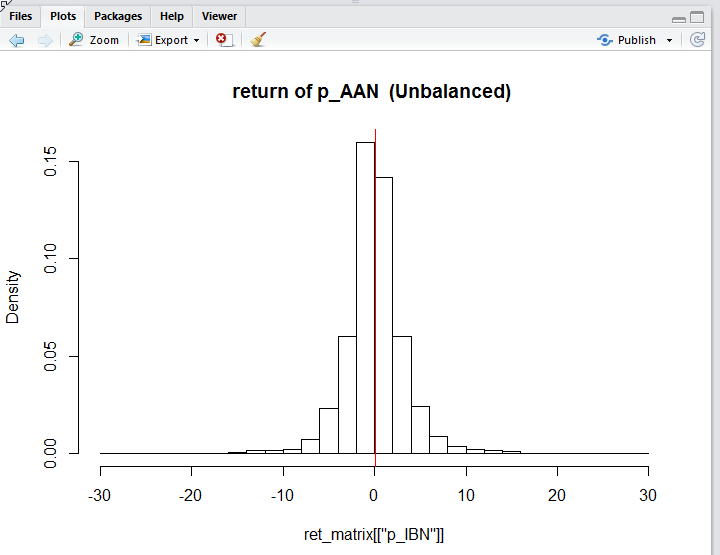 Files Plots Packages Help Viewer
Zoom Export Publish
return of p_AAN (Unbalanced)
0.15
0.10
0.05
0.00
Density
-30 -20 -10 0 10 20 30
ret_matrix[["p_IBN"]]